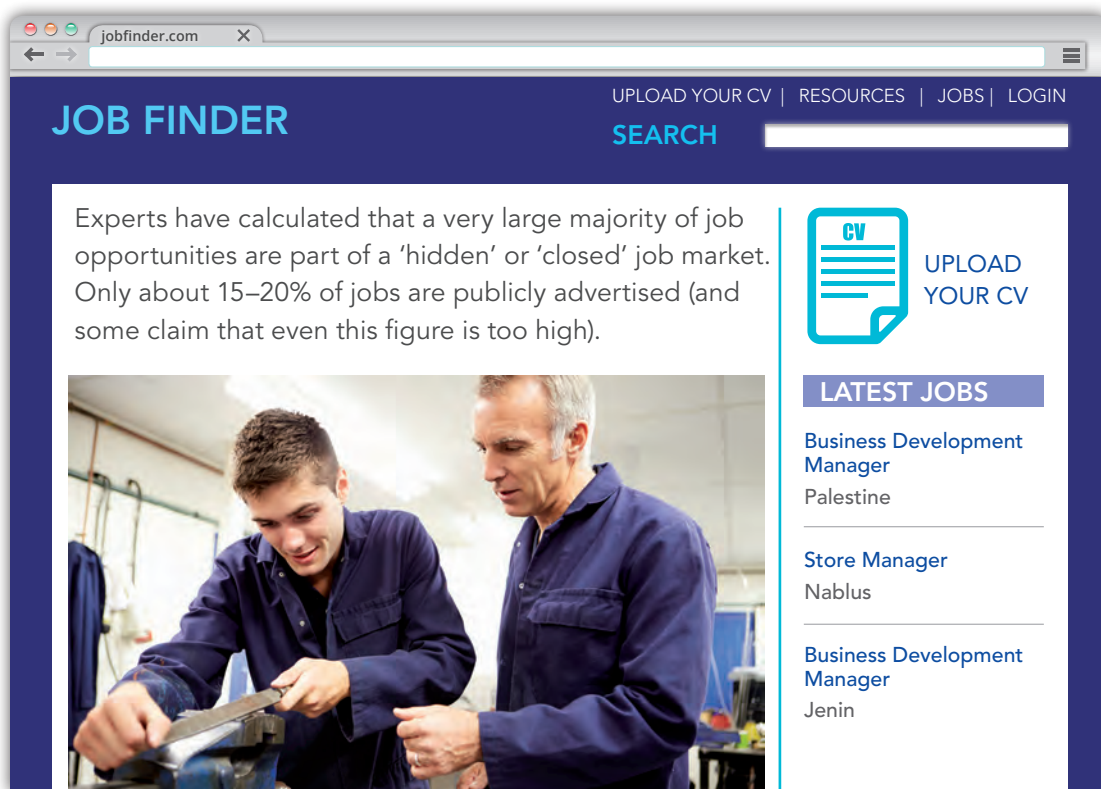 jobfinder.com
JOB FINDER
UPLOAD YOUR CV | RESOURCES | JOBS | LOGIN
SEARCH
Experts have calculated that a very large majority of job
opportunities are part of a ‘hidden’ or ‘closed’ job market.
Only about 15–20% of jobs are publicly advertised (and
some claim that even this figure is too high).
CV
UPLOAD
YOUR CV
LATEST JOBS
Business Development
Manager
Palestine
Store Manager
Nablus
Business Development
Manager
Jenin